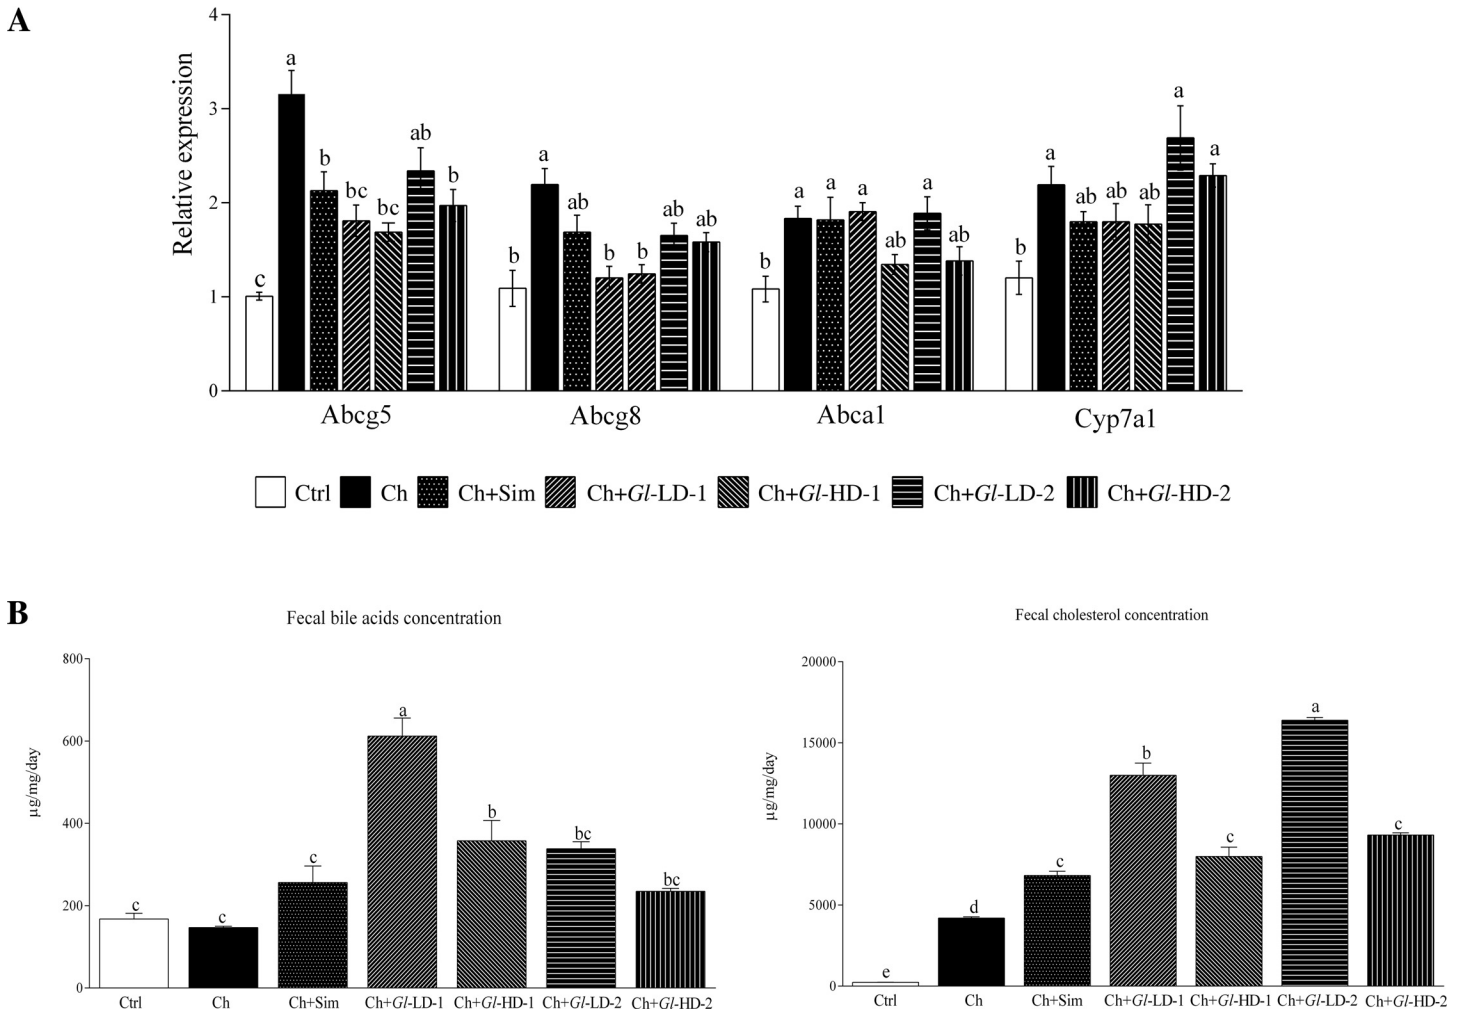 A
Relative expression
4
3
2
1
0
c a b bc bc ab b
b a ab b b ab ab
b a a a ab a ab
b a ab ab ab a a
Abcg5 Abcg8 Abca1 Cyp7a1
Ctrl Ch Ch+Sim Ch+Gl-LD-1 Ch+Gl-HD-1 Ch+Gl-LD-2 Ch+Gl-HD-2
B
Fecal bile acids concentration
µg/mg/day
800
600
400
200
0
c c c a b bc bc
Ctrl Ch Ch+Sim Ch+Gl-LD-1 Ch+Gl-HD-1 Ch+Gl-LD-2 Ch+Gl-HD-2
Fecal cholesterol concentration
µg/mg/day
20000
15000
10000
5000
0
e d c b c a c
Ctrl Ch Ch+Sim Ch+Gl-LD-1 Ch+Gl-HD-1 Ch+Gl-LD-2 Ch+Gl-HD-2